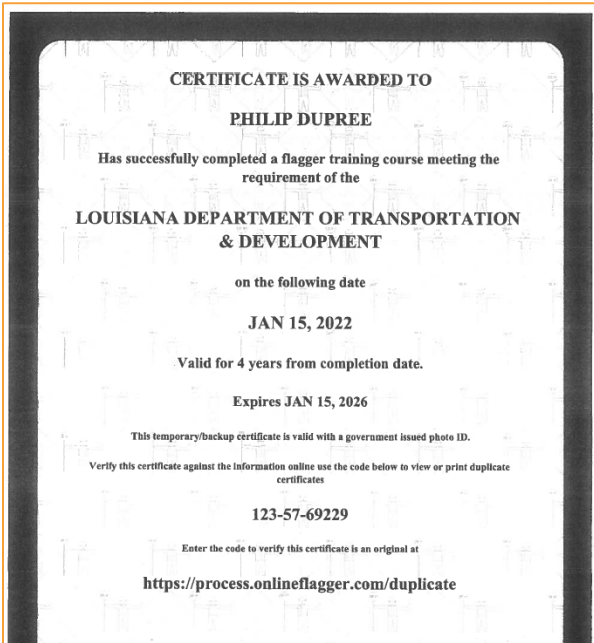 CERTIFICATE IS AWARDED TO
PHILIP DUPREE
Has successfully completed a flagger training course meeting the
requirement of the
LOUISIANA DEPARTMENT OF TRANSPORTATION
& DEVELOPMENT
on the following date
JAN 15, 2022
Valid for 4 years from completion date.
Expires JAN 15, 2026
This temporary/backup certificate is valid with a government issued photo ID.
Verify this certificate against the information online use the code below to view or print duplicate
certificates
123-57-69229
Enter the code to verify this certificate is an original at
https://process.onlineflagger.com/duplicate